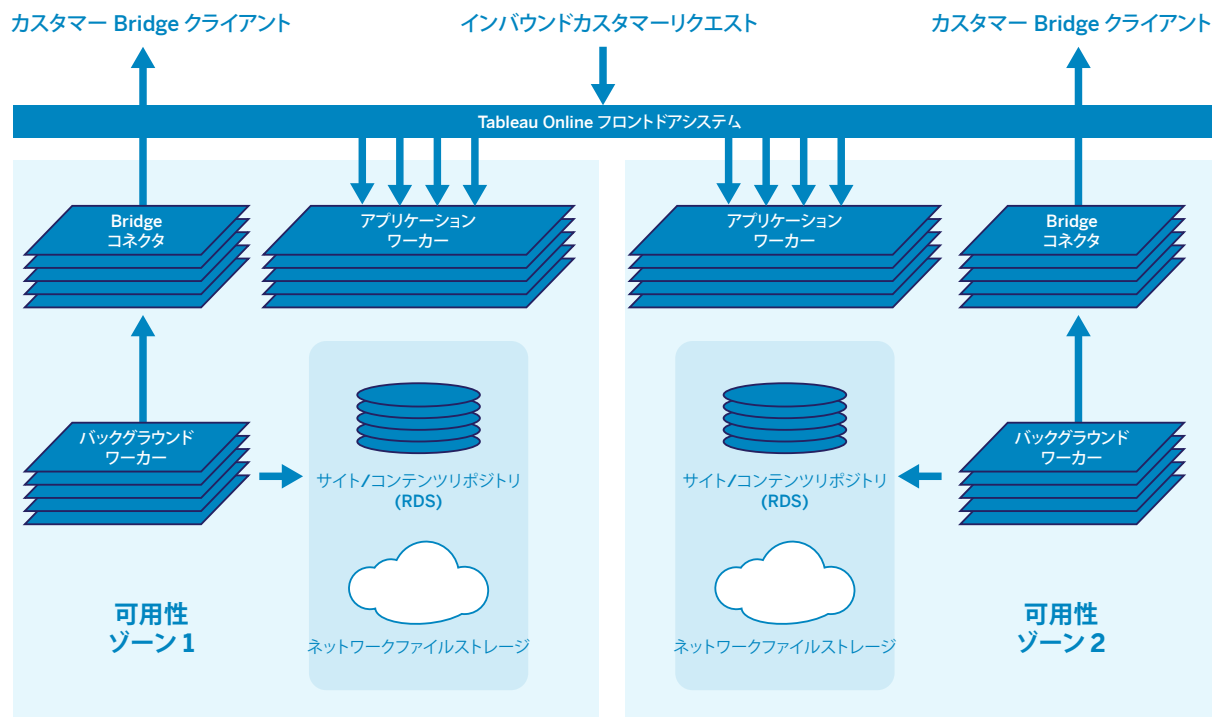 カスタマー Bridge クライアント
インバウンドカスタマーリクエスト
カスタマー Bridge クライアント
Tableau Online フロントドアシステム
Bridge
コネクタ
アプリケーション
ワーカー
アプリケーション
ワーカー
Bridge
コネクタ
バックグラウンド
ワーカー
サイト/コンテンツリポジトリ
(RDS)
サイト/コンテンツリポジトリ
(RDS)
バックグラウンド
ワーカー
可用性
ゾーン 1
ネットワークファイルストレージ
ネットワークファイルストレージ
可用性
ゾーン 2